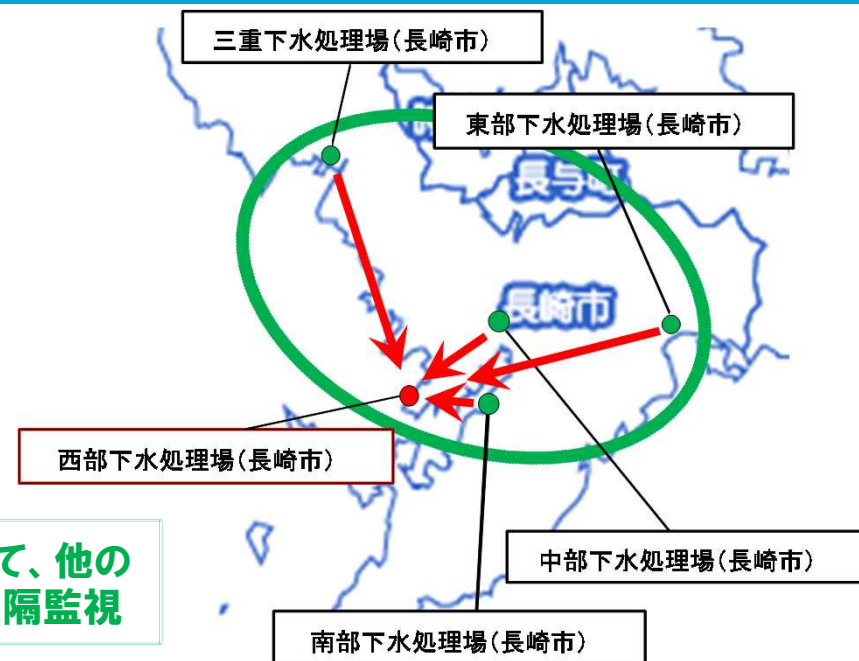 三重下水処理場(長崎市)
東部下水処理場(長崎市)
長与町
長崎市
西部下水処理場(長崎市)
中部下水処理場(長崎市)
て、他の
隔監視
南部下水処理場(長崎市)